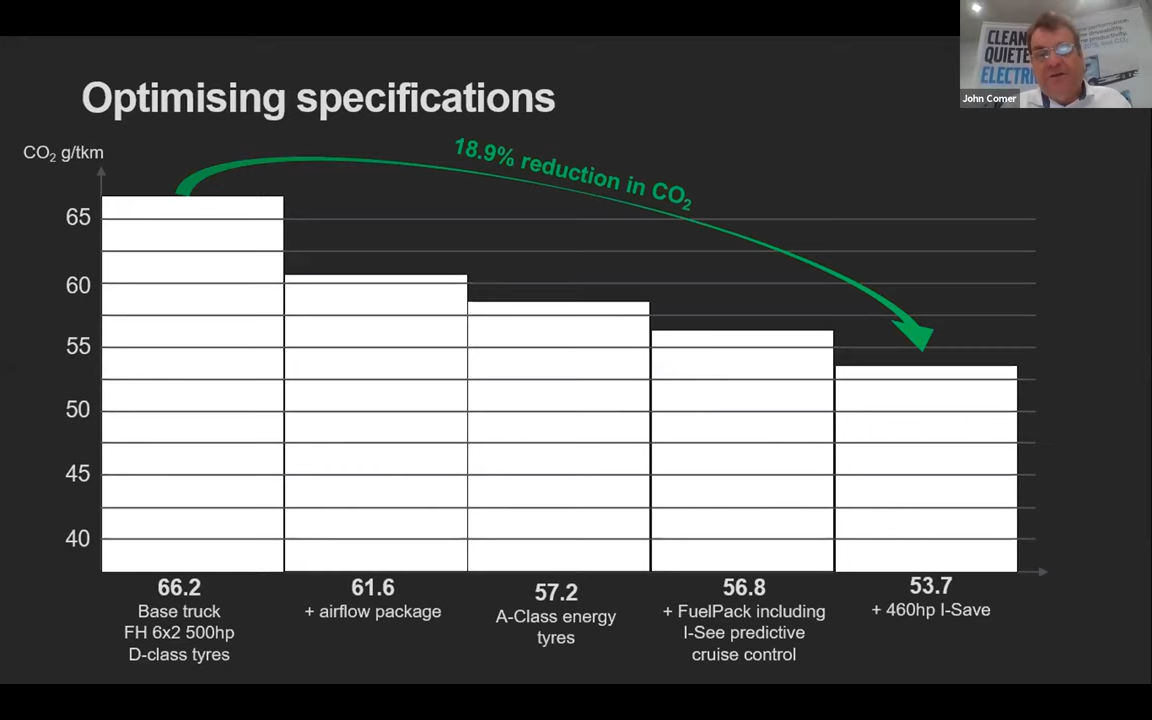 Optimising specifications
CLEAN
QUIETE
ELECTRI
John Comer
CO₂ g/tkm
18.9% reduction in CO₂
65
60
55
50
45
40
66.2
Base truck
FH 6x2 500hp
D-class tyres
61.6
+ airflow package
57.2
A-Class energy
tyres
56.8
+ FuelPack including
I-See predictive
cruise control
53.7
+ 460hp I-Save